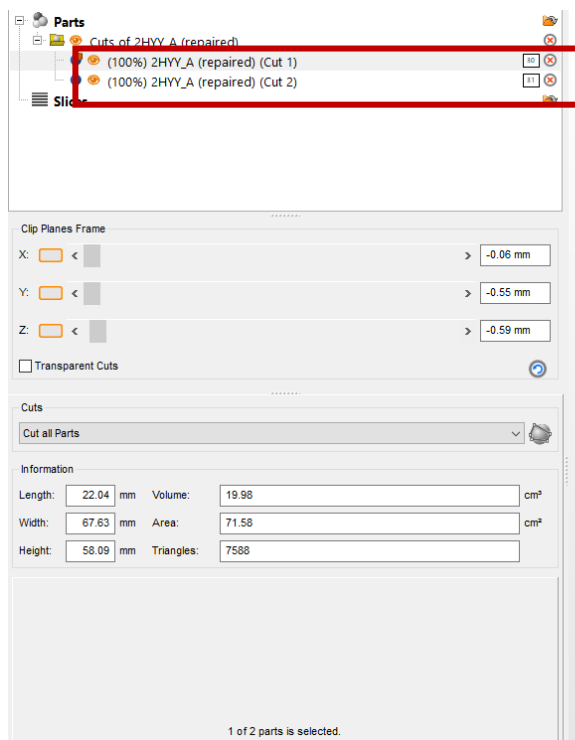 Parts
Cuts of 2HYY_A (repaired)
(100%) 2HYY_A (repaired) (Cut 1) 30
(100%) 2HYY_A (repaired) (Cut 2) 31
Slices
Clip Planes Frame
X: < > -0.06 mm
Y: < > -0.55 mm
Z: < > -0.59 mm
Transparent Cuts
Cuts
Cut all Parts
Information
Length: 22.04 mm Volume: 19.98 cm³
Width: 67.63 mm Area: 71.58 cm²
Height: 58.09 mm Triangles: 7588
1 of 2 parts is selected.